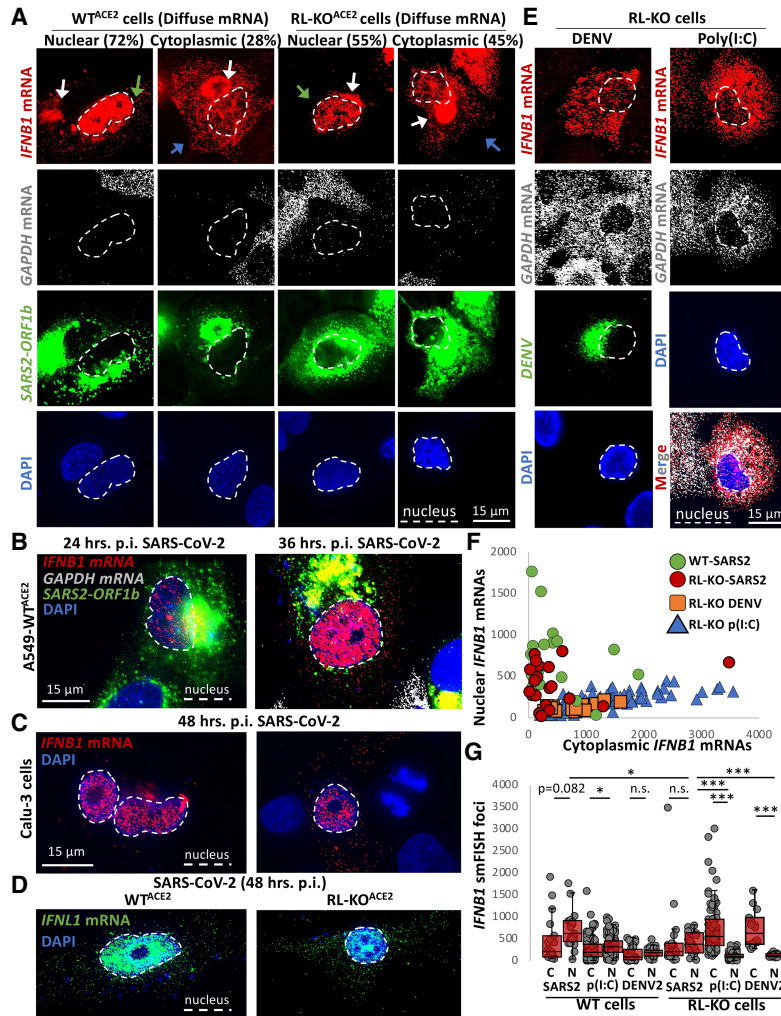 A
WT^ACE2 cells (Diffuse mRNA)
RL-KO^ACE2 cells (Diffuse mRNA)
Nuclear (72%)
Cytoplasmic (28%)
Nuclear (55%)
Cytoplasmic (45%)
IFNB1 mRNA
GAPDH mRNA
SARS2-ORF1b
DAPI
nucleus
15 µm
E
RL-KO cells
DENV
Poly(I:C)
IFNB1 mRNA
IFNB1 mRNA
GAPDH mRNA
GAPDH mRNA
DENV
DAPI
DAPI
Merge
nucleus
15 µm
B
24 hrs. p.i. SARS-CoV-2
36 hrs. p.i. SARS-CoV-2
A549-WT^ACE2
IFNB1 mRNA
GAPDH mRNA
SARS2-ORF1b
DAPI
15 µm
nucleus
C
48 hrs. p.i. SARS-CoV-2
Calu-3 cells
IFNB1 mRNA
DAPI
15 µm
nucleus
D
SARS-CoV-2 (48 hrs. p.i.)
WT^ACE2
RL-KO^ACE2
IFNL1 mRNA
DAPI
nucleus
F
Nuclear IFNB1 mRNAs
2000
1500
1000
500
0
0
1000
2000
3000
4000
Cytoplasmic IFNB1 mRNAs
WT-SARS2
RL-KO-SARS2
RL-KO DENV
RL-KO p(I:C)
G
IFNB1 smFISH foci
4000
3500
3000
2500
2000
1500
1000
500
0
p=0.082
*
*
n.s.
n.s.
***
***
***
***
C N C N C N C N C N C N
SARS2 p(I:C) DENV2 SARS2 p(I:C) DENV2
WT cells
RL-KO cells